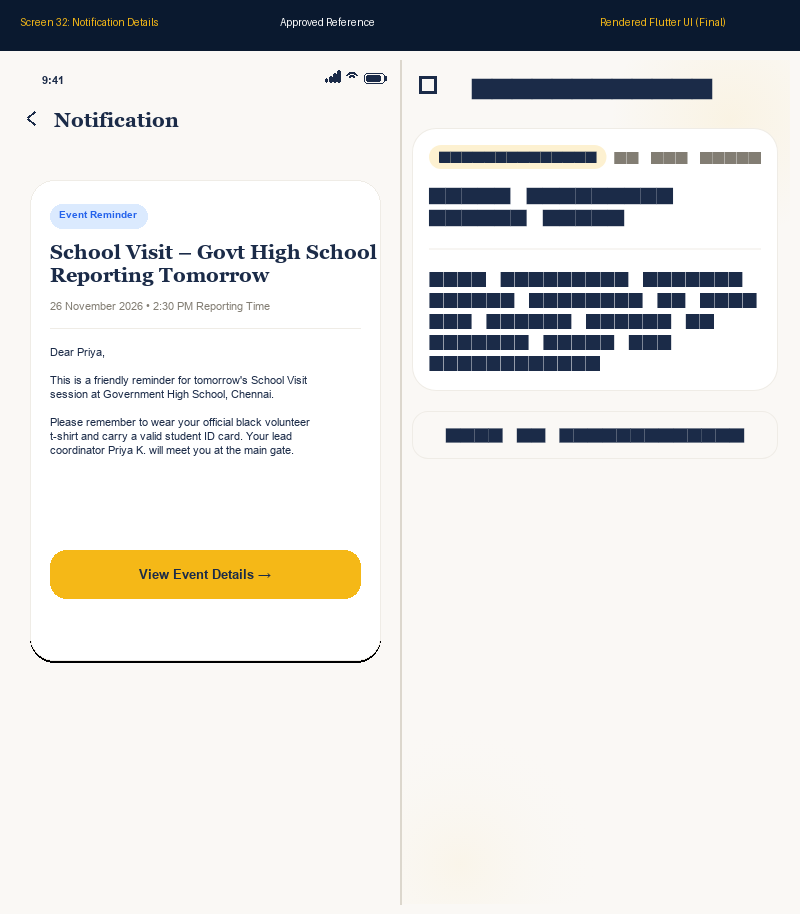 Screen 32: Notification Details
Approved Reference
Rendered Flutter UI (Final)
9:41
Notification
Event Reminder
School Visit – Govt High School
Reporting Tomorrow
26 November 2026 • 2:30 PM Reporting Time
Dear Priya,
This is a friendly reminder for tomorrow's School Visit
session at Government High School, Chennai.
Please remember to wear your official black volunteer
t-shirt and carry a valid student ID card. Your lead
coordinator Priya K. will meet you at the main gate.
View Event Details →